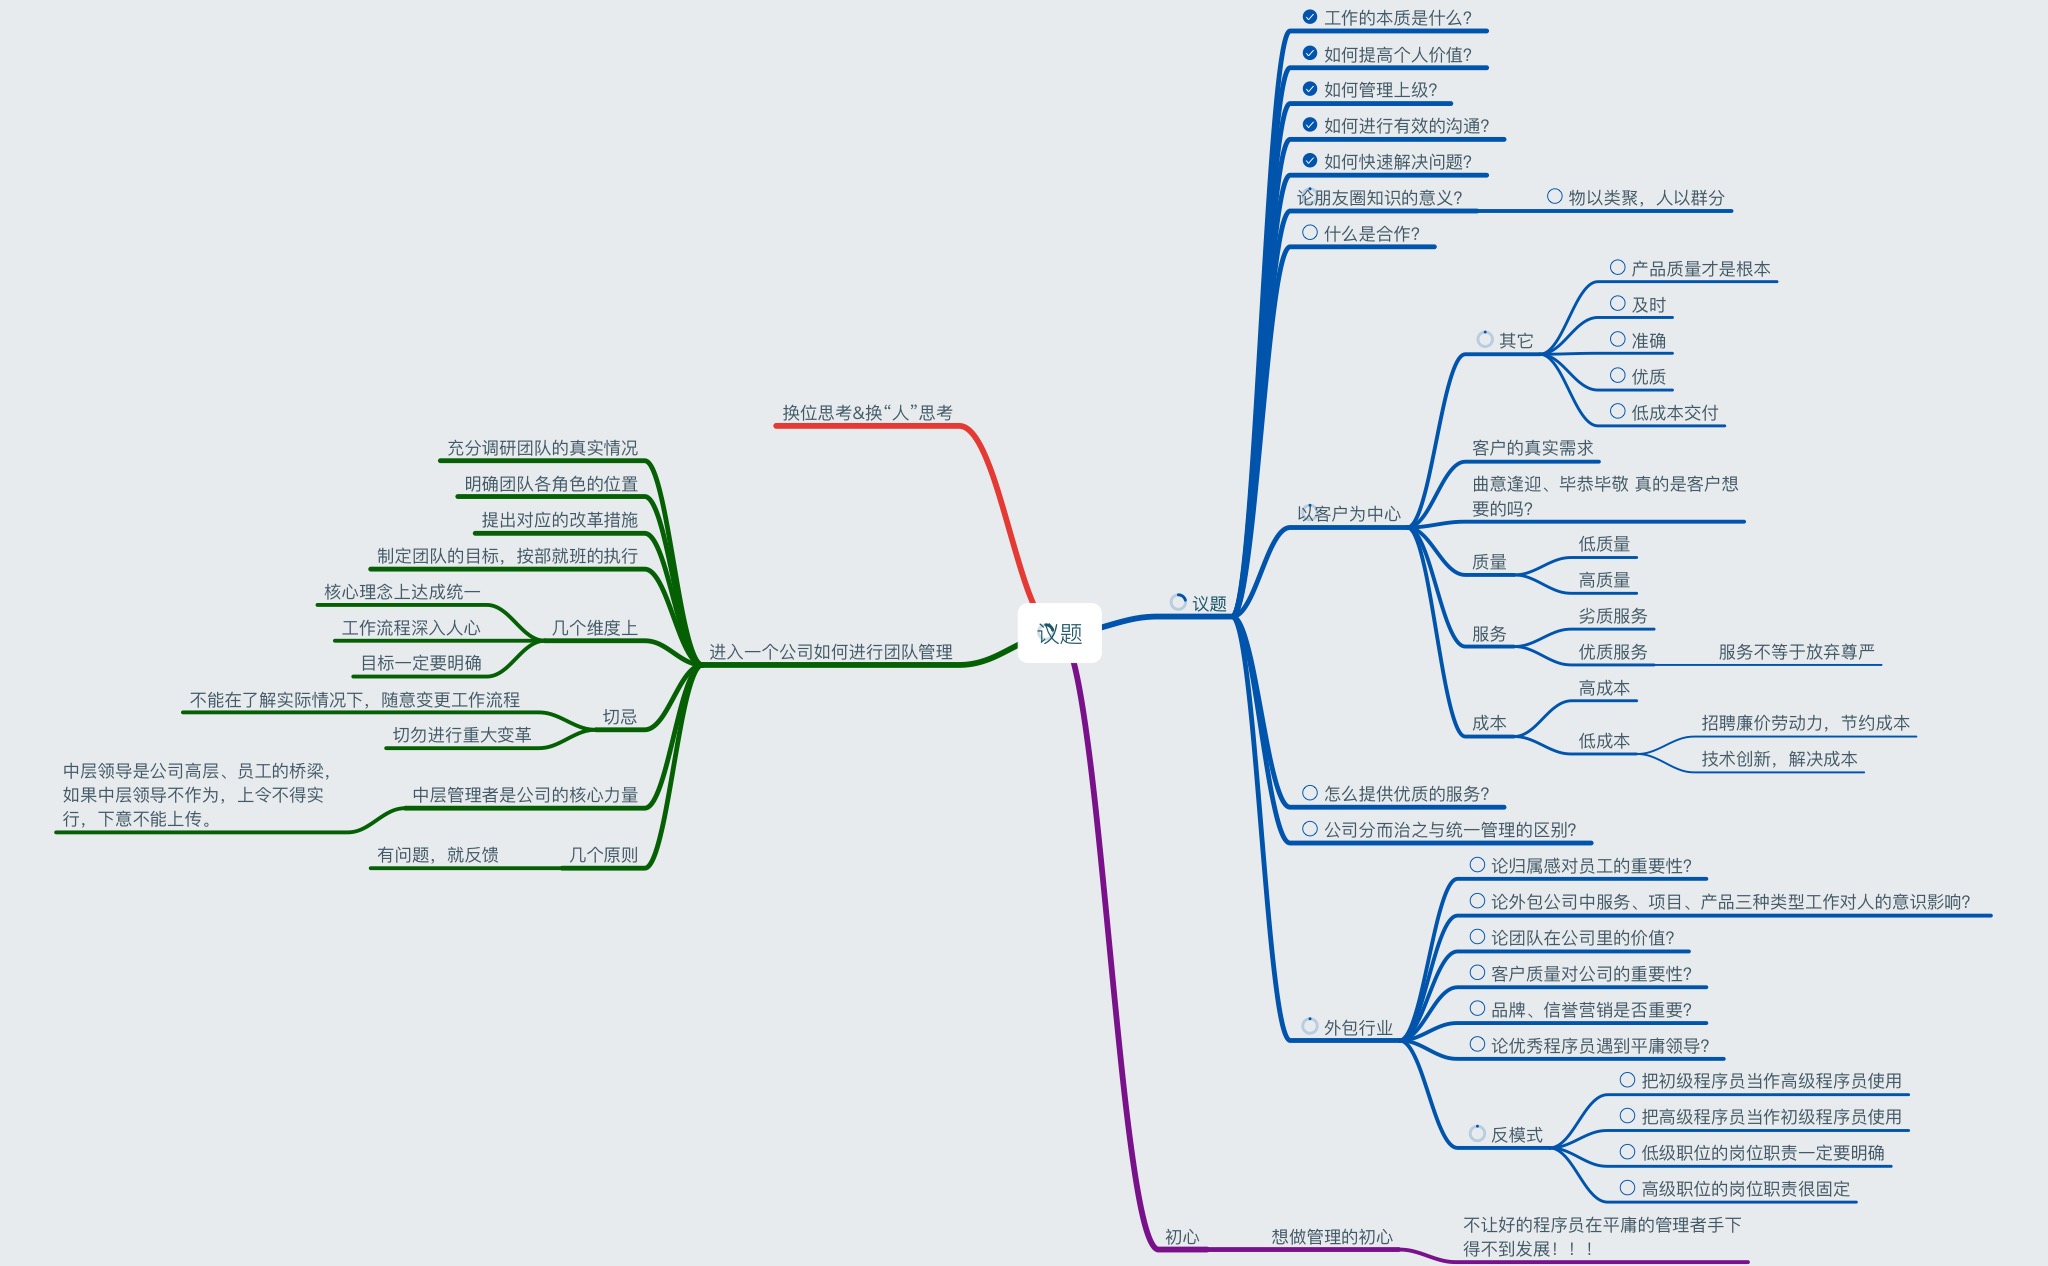 议题
换位思考&换“人”思考
进入一个公司如何进行团队管理
充分调研团队的真实情况
明确团队各角色的位置
提出对应的改革措施
制定团队的目标，按部就班的执行
几个维度上
核心理念上达成统一
工作流程深入人心
目标一定要明确
切忌
不能在了解实际情况下，随意变更工作流程
切勿进行重大变革
中层管理者是公司的核心力量
中层领导是公司高层、员工的桥梁，
如果中层领导不作为，上令不得实
行，下意不能上传。
几个原则
有问题，就反馈
议题
工作的本质是什么?
如何提高个人价值?
如何管理上级?
如何进行有效的沟通?
如何快速解决问题?
论朋友圈知识的意义?
物以类聚，人以群分
什么是合作?
以客户为中心
其它
产品质量才是根本
及时
准确
优质
低成本交付
客户的真实需求
曲意逢迎、毕恭毕敬 真的是客户想
要的吗?
质量
低质量
高质量
服务
劣质服务
优质服务
服务不等于放弃尊严
成本
高成本
低成本
招聘廉价劳动力，节约成本
技术创新，解决成本
怎么提供优质的服务?
公司分而治之与统一管理的区别?
外包行业
论归属感对员工的重要性?
论外包公司中服务、项目、产品三种类型工作对人的意识影响?
论团队在公司里的价值?
客户质量对公司的重要性?
品牌、信誉营销是否重要?
论优秀程序员遇到平庸领导?
反模式
把初级程序员当作高级程序员使用
把高级程序员当作初级程序员使用
低级职位的岗位职责一定要明确
高级职位的岗位职责很固定
初心
想做管理的初心
不让好的程序员在平庸的管理者手下
得不到发展！！！